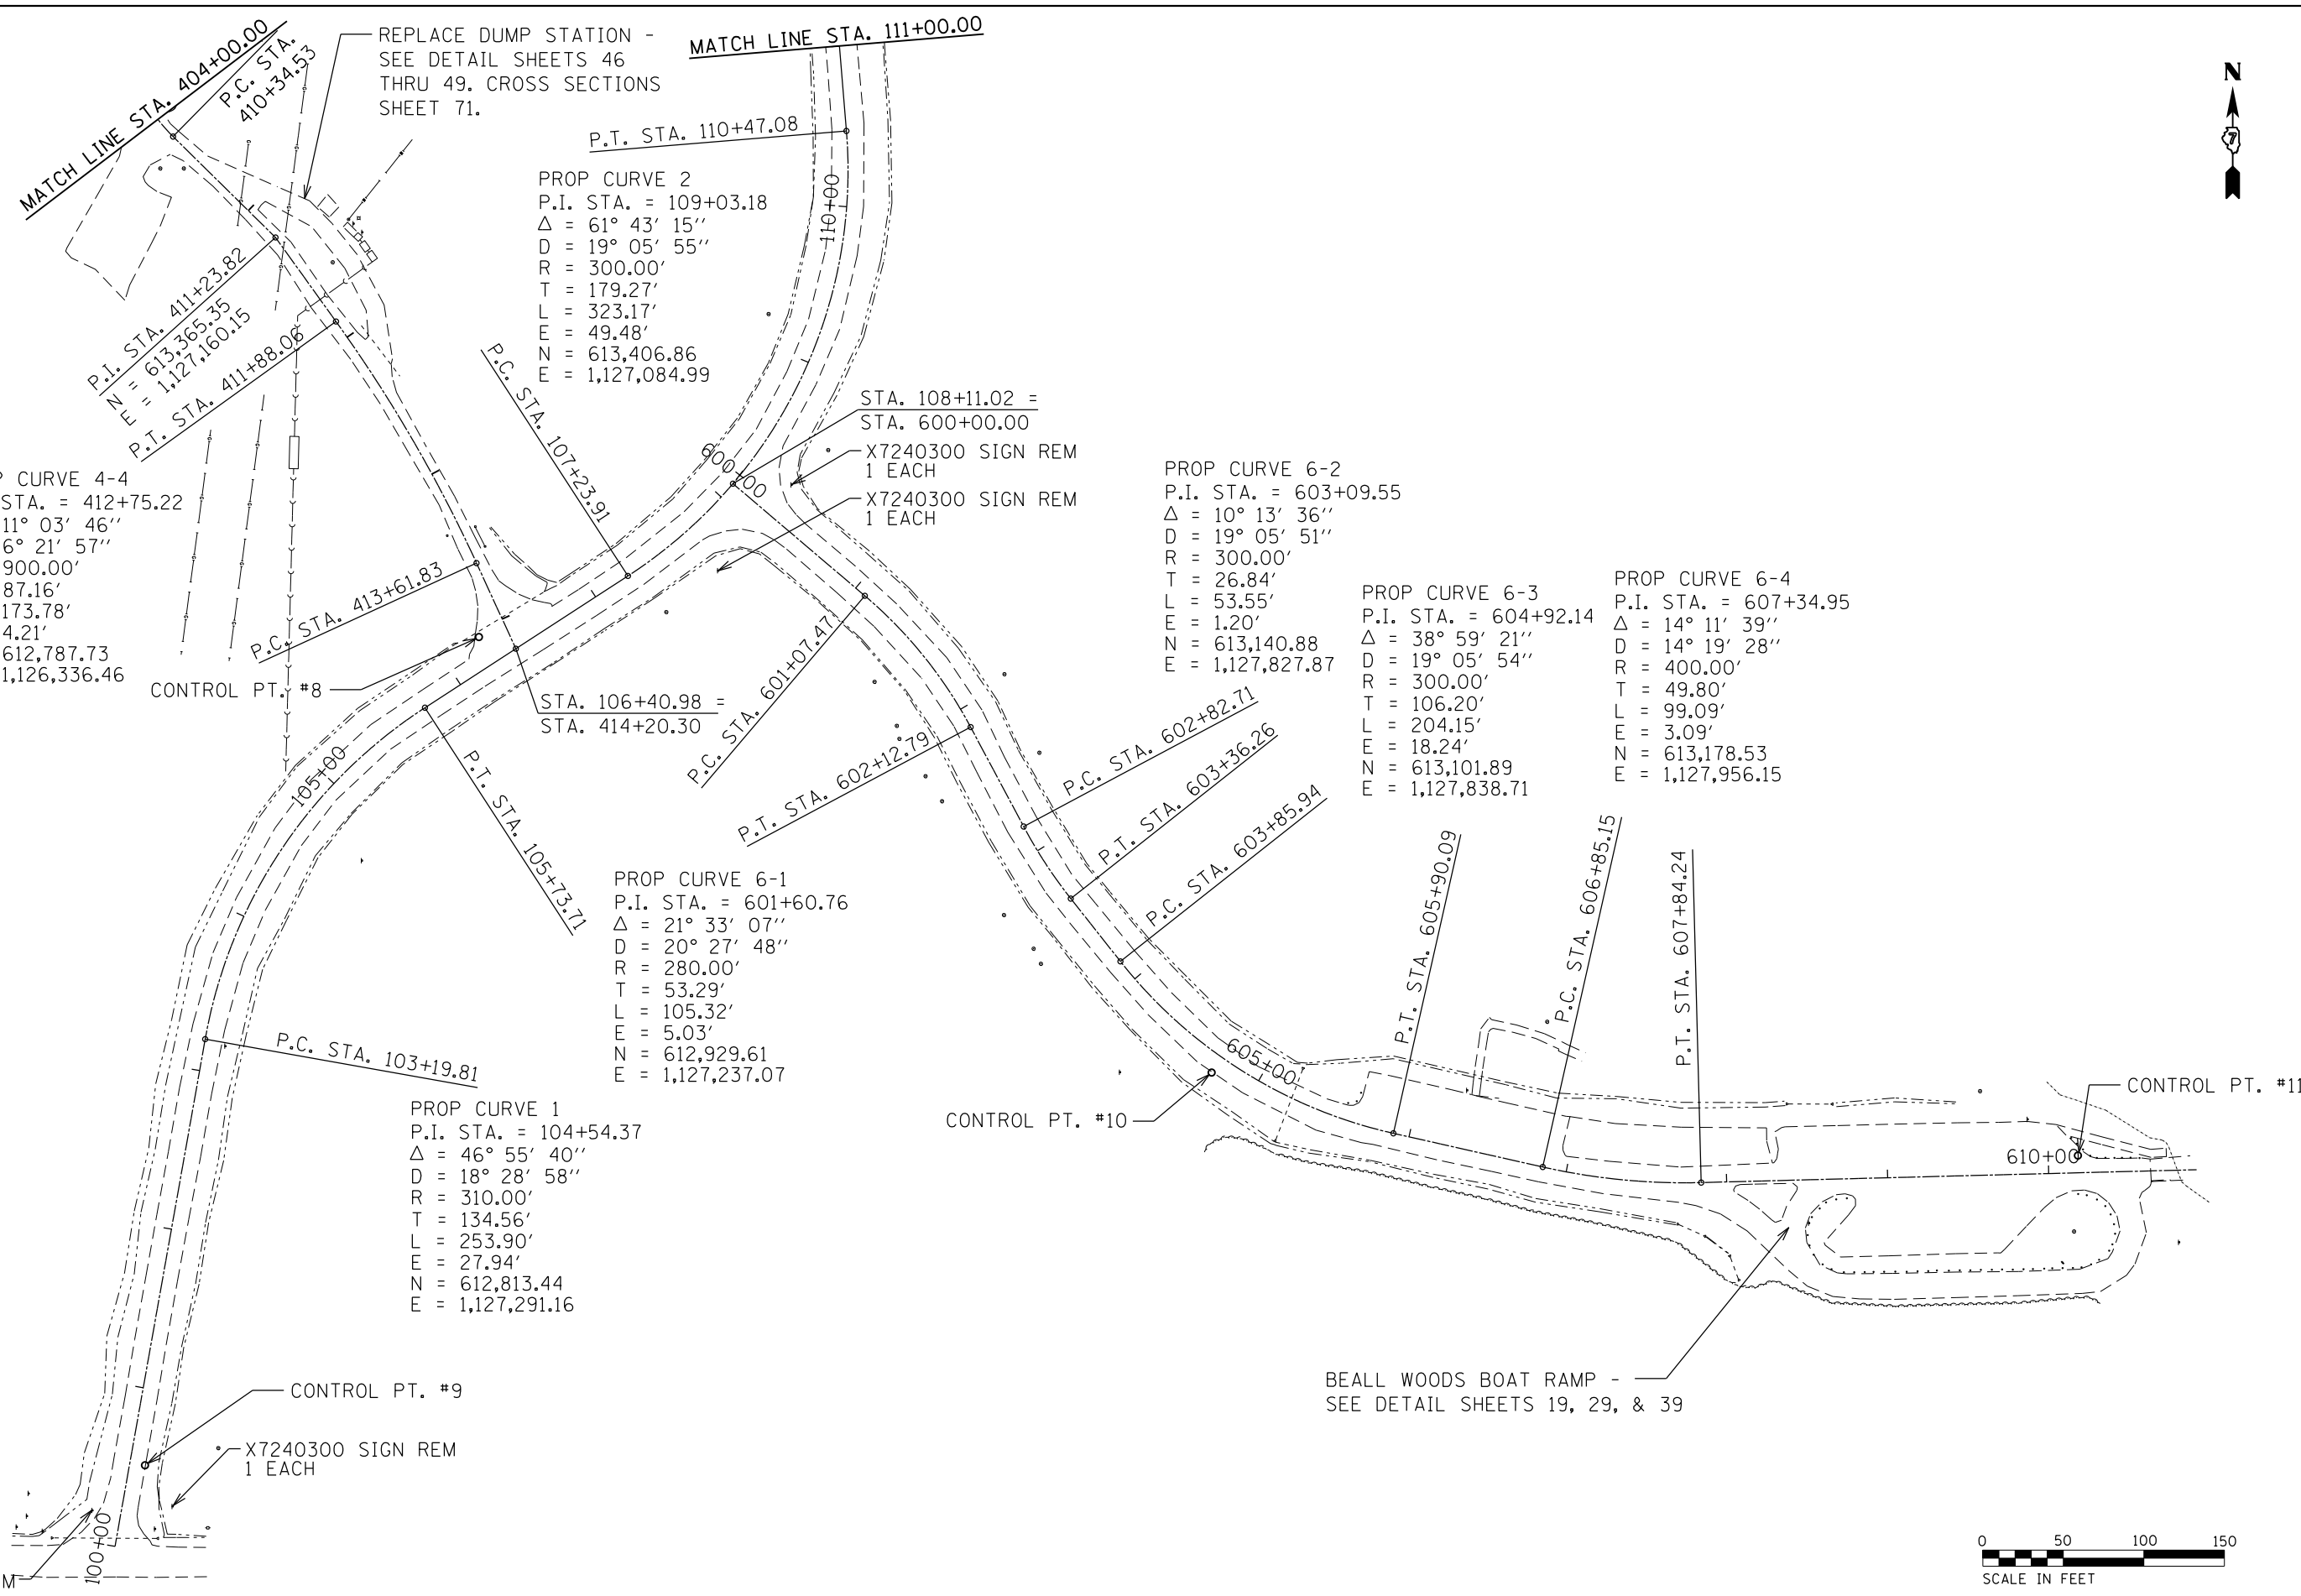 MATCH LINE STA. 404+00.00
P.C. STA.
410+34.53
REPLACE DUMP STATION -
SEE DETAIL SHEETS 46
THRU 49. CROSS SECTIONS
SHEET 71.
MATCH LINE STA. 111+00.00
N
7
P.T. STA. 110+47.08
110+00
PROP CURVE 2
P.I. STA. = 109+03.18
Δ = 61° 43′ 15′′
D = 19° 05′ 55′′
R = 300.00′
T = 179.27′
L = 323.17′
E = 49.48′
N = 613,406.86
E = 1,127,084.99
P.I. STA. 411+23.82
N = 613,365.35
E = 1,127,160.15
P.T. STA. 411+88.06
P.C. STA. 107+23.91
STA. 108+11.02 =
STA. 600+00.00
600+00
X7240300 SIGN REM
1 EACH
X7240300 SIGN REM
1 EACH
P CURVE 4-4
STA. = 412+75.22
11° 03′ 46′′
6° 21′ 57′′
900.00′
87.16′
173.78′
4.21′
612,787.73
1,126,336.46
P.C. STA. 413+61.83
CONTROL PT. #8
STA. 106+40.98 =
STA. 414+20.30
P.C. STA. 601+07.47
P.T. STA. 602+12.79
PROP CURVE 6-2
P.I. STA. = 603+09.55
Δ = 10° 13′ 36′′
D = 19° 05′ 51′′
R = 300.00′
T = 26.84′
L = 53.55′
E = 1.20′
N = 613,140.88
E = 1,127,827.87
PROP CURVE 6-3
P.I. STA. = 604+92.14
Δ = 38° 59′ 21′′
D = 19° 05′ 54′′
R = 300.00′
T = 106.20′
L = 204.15′
E = 18.24′
N = 613,101.89
E = 1,127,838.71
PROP CURVE 6-4
P.I. STA. = 607+34.95
Δ = 14° 11′ 39′′
D = 14° 19′ 28′′
R = 400.00′
T = 49.80′
L = 99.09′
E = 3.09′
N = 613,178.53
E = 1,127,956.15
P.C. STA. 602+82.71
P.T. STA. 603+36.26
P.C. STA. 603+85.94
P.T. STA. 605+90.09
P.C. STA. 606+85.15
P.T. STA. 607+84.24
105+00
P.T. STA. 105+73.71
PROP CURVE 6-1
P.I. STA. = 601+60.76
Δ = 21° 33′ 07′′
D = 20° 27′ 48′′
R = 280.00′
T = 53.29′
L = 105.32′
E = 5.03′
N = 612,929.61
E = 1,127,237.07
P.C. STA. 103+19.81
605+00
CONTROL PT. #10
CONTROL PT. #11
610+00
PROP CURVE 1
P.I. STA. = 104+54.37
Δ = 46° 55′ 40′′
D = 18° 28′ 58′′
R = 310.00′
T = 134.56′
L = 253.90′
E = 27.94′
N = 612,813.44
E = 1,127,291.16
BEALL WOODS BOAT RAMP -
SEE DETAIL SHEETS 19, 29, & 39
CONTROL PT. #9
X7240300 SIGN REM
1 EACH
100+00
M
0 50 100 150
SCALE IN FEET